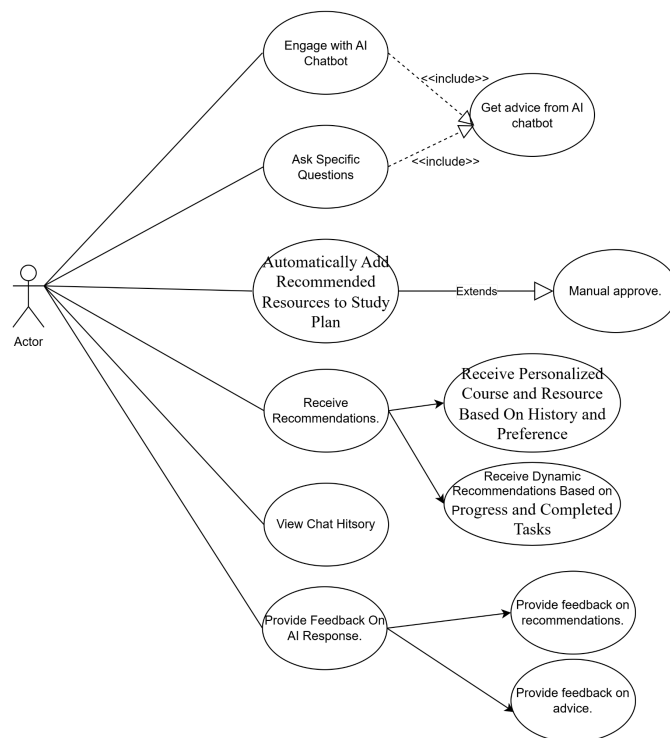 Engage with AI
Chatbot
<<include>>
Get advice from AI
chatbot
Ask Specific
Questions
<<include>>
Automatically Add
Recommended
Resources to Study
Plan
Extends
Manual approve.
Actor
Receive
Recommendations.
Receive Personalized
Course and Resource
Based On History and
Preference
Receive Dynamic
Recommendations Based on
Progress and Completed
Tasks
View Chat Hitsory
Provide Feedback On
AI Response.
Provide feedback on
recommendations.
Provide feedback on
advice.